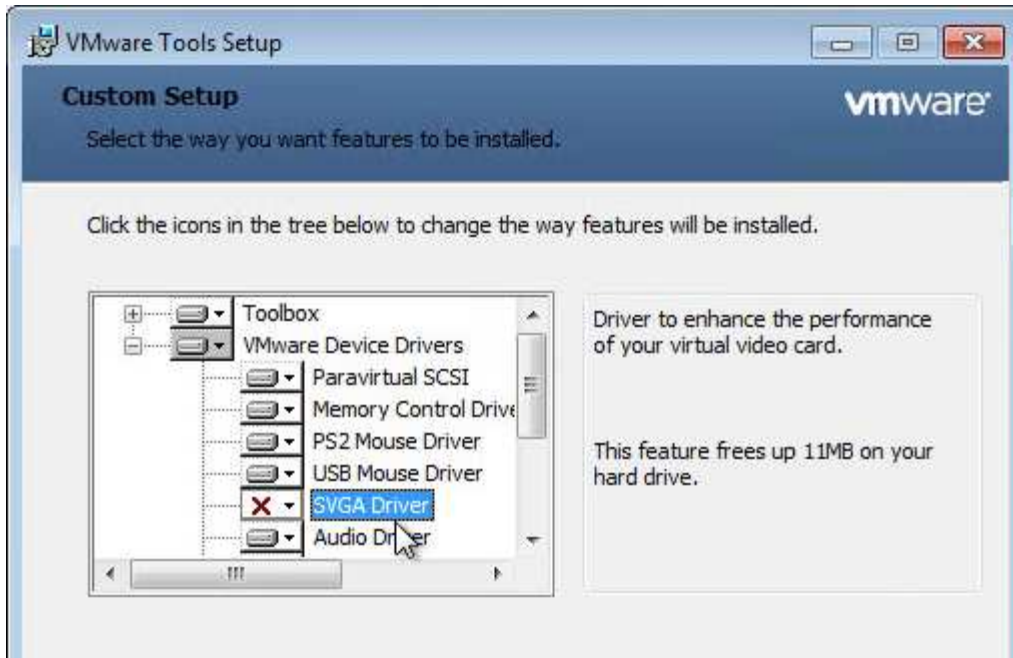 VMware Tools Setup
Custom Setup
vmware
Select the way you want features to be installed.
Click the icons in the tree below to change the way features will be installed.
Toolbox
VMware Device Drivers
Paravirtual SCSI
Memory Control Drive
PS2 Mouse Driver
USB Mouse Driver
SVGA Driver
Audio Driver
Driver to enhance the performance
of your virtual video card.
This feature frees up 11MB on your
hard drive.